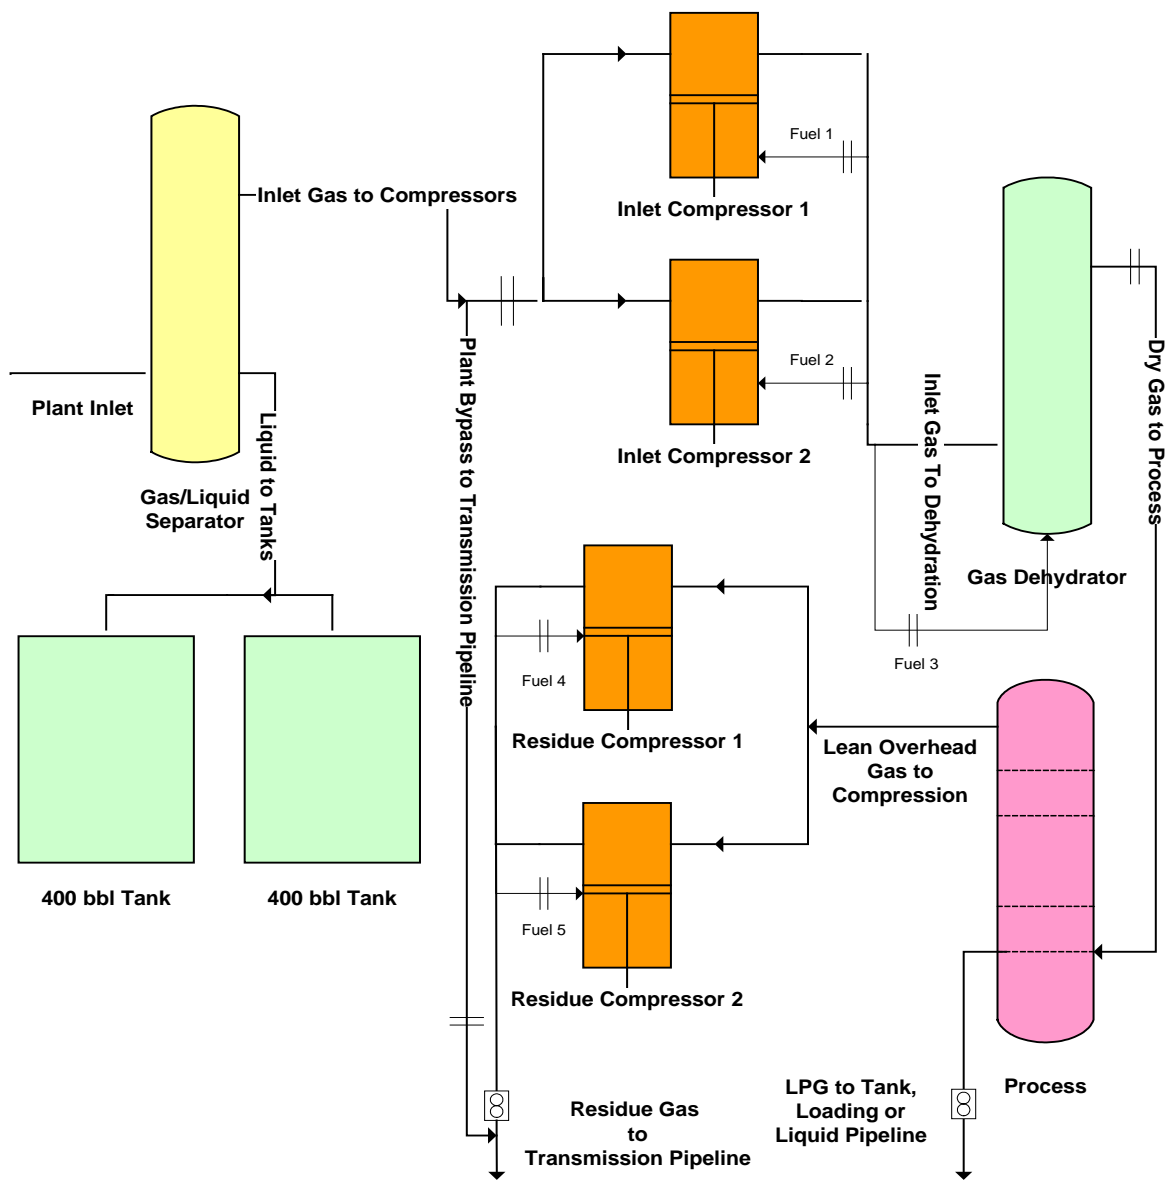 Fuel 1
Inlet Gas to Compressors
Inlet Compressor 1
Plant Bypass to Transmission Pipeline
Fuel 2
Dry Gas to Process
Inlet Gas To Dehydration
Plant Inlet
Liquid to Tanks
Inlet Compressor 2
Gas/Liquid
Separator
Gas Dehydrator
Fuel 3
Fuel 4
Residue Compressor 1
Lean Overhead
Gas to
Compression
400 bbl Tank
400 bbl Tank
Fuel 5
Residue Compressor 2
Process
LPG to Tank,
Loading or
Liquid Pipeline
Residue Gas
to
Transmission Pipeline